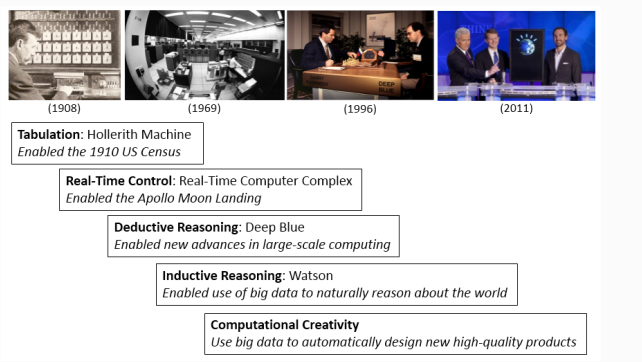 (1908)
(1969)
(1996)
(2011)
DEEP
BLUE
Tabulation: Hollerith Machine
Enabled the 1910 US Census
Real-Time Control: Real-Time Computer Complex
Enabled the Apollo Moon Landing
Deductive Reasoning: Deep Blue
Enabled new advances in large-scale computing
Inductive Reasoning: Watson
Enabled use of big data to naturally reason about the world
Computational Creativity
Use big data to automatically design new high-quality products